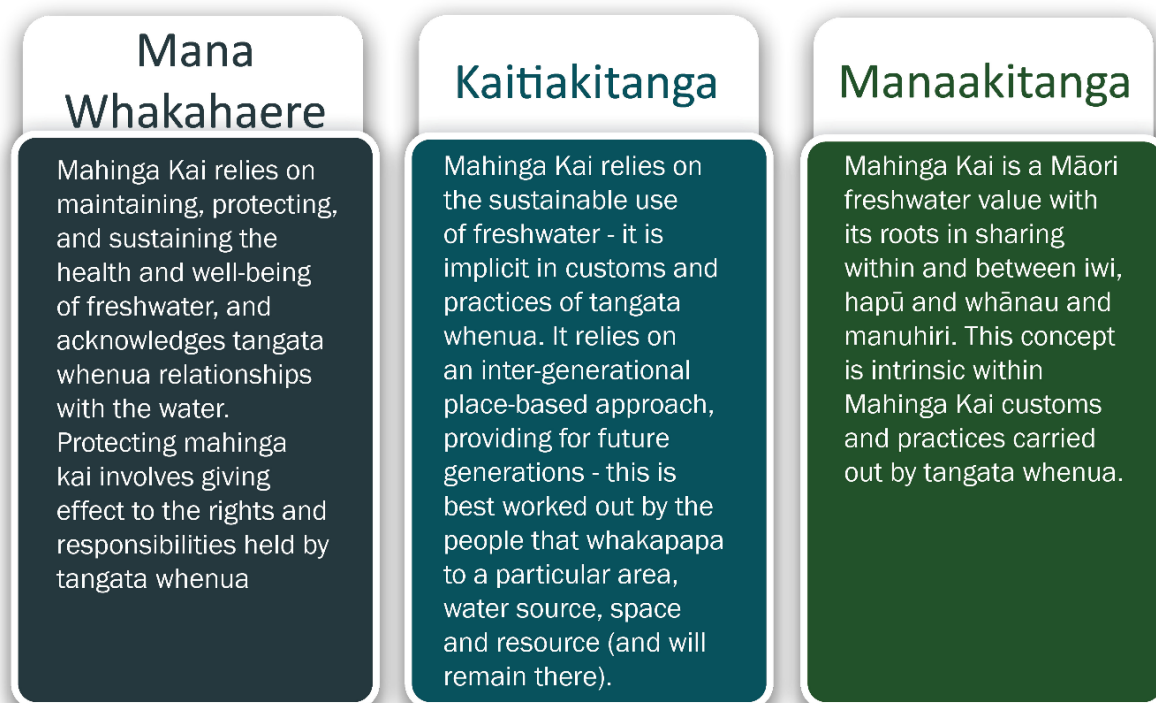 Mana
Whakahaere
Mahinga Kai relies on
maintaining, protecting,
and sustaining the
health and well-being
of freshwater, and
acknowledges tangata
whenua relationships
with the water.
Protecting mahinga
kai involves giving
effect to the rights and
responsibilities held by
tangata whenua
Kaitiakitanga
Mahinga Kai relies on
the sustainable use
of freshwater - it is
implicit in customs and
practices of tangata
whenua. It relies on
an inter-generational
place-based approach,
providing for future
generations - this is
best worked out by the
people that whakapapa
to a particular area,
water source, space
and resource (and will
remain there).
Manaakitanga
Mahinga Kai is a Māori
freshwater value with
its roots in sharing
within and between iwi,
hapū and whānau and
manuhiri. This concept
is intrinsic within
Mahinga Kai customs
and practices carried
out by tangata whenua.